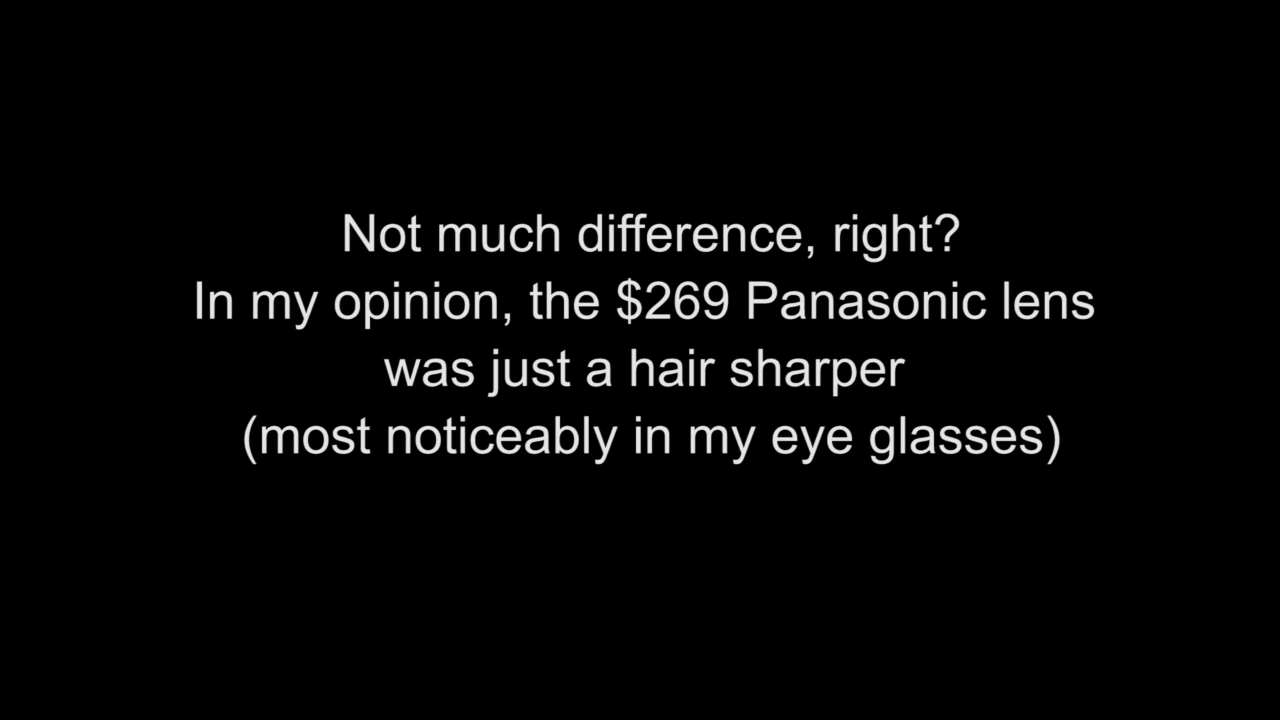 Not much difference, right?
In my opinion, the $269 Panasonic lens
was just a hair sharper
(most noticeably in my eye glasses)